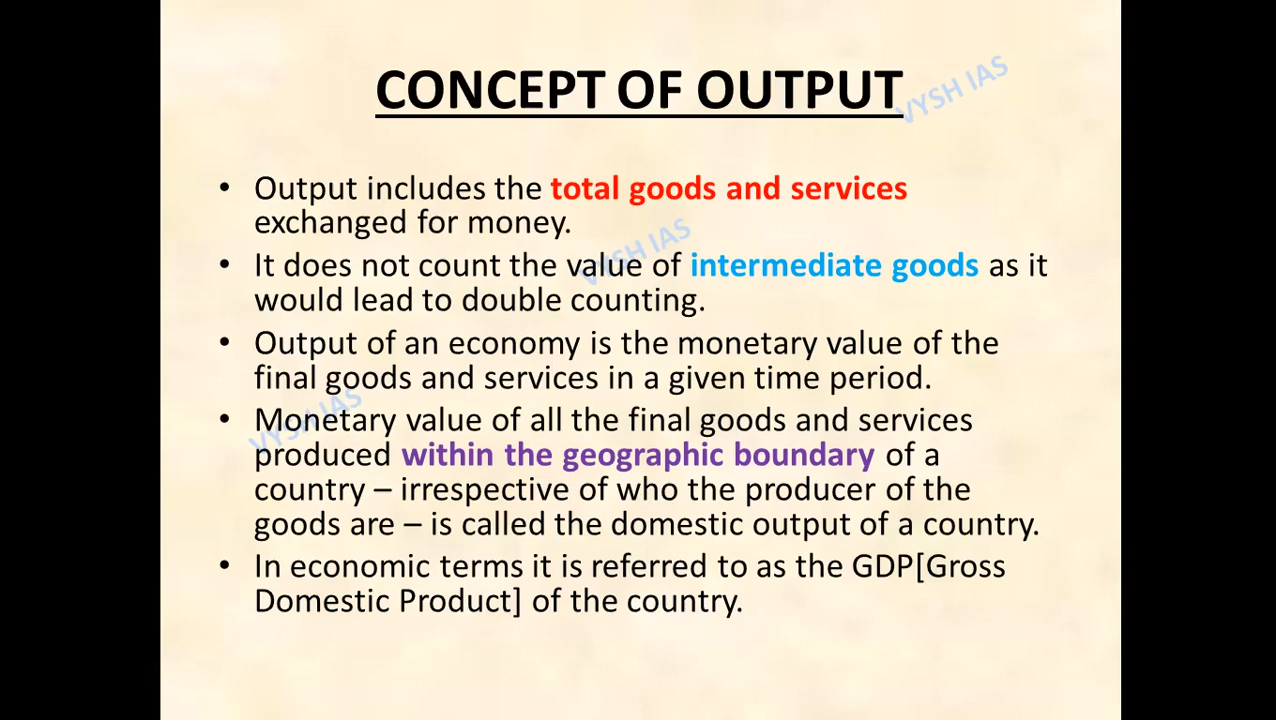 CONCEPT OF OUTPUT
VYSH IAS
• Output includes the total goods and services
exchanged for money.
VYSH IAS
• It does not count the value of intermediate goods as it
would lead to double counting.
• Output of an economy is the monetary value of the
final goods and services in a given time period.
VYSH IAS
• Monetary value of all the final goods and services
produced within the geographic boundary of a
country – irrespective of who the producer of the
goods are – is called the domestic output of a country.
• In economic terms it is referred to as the GDP[Gross
Domestic Product] of the country.